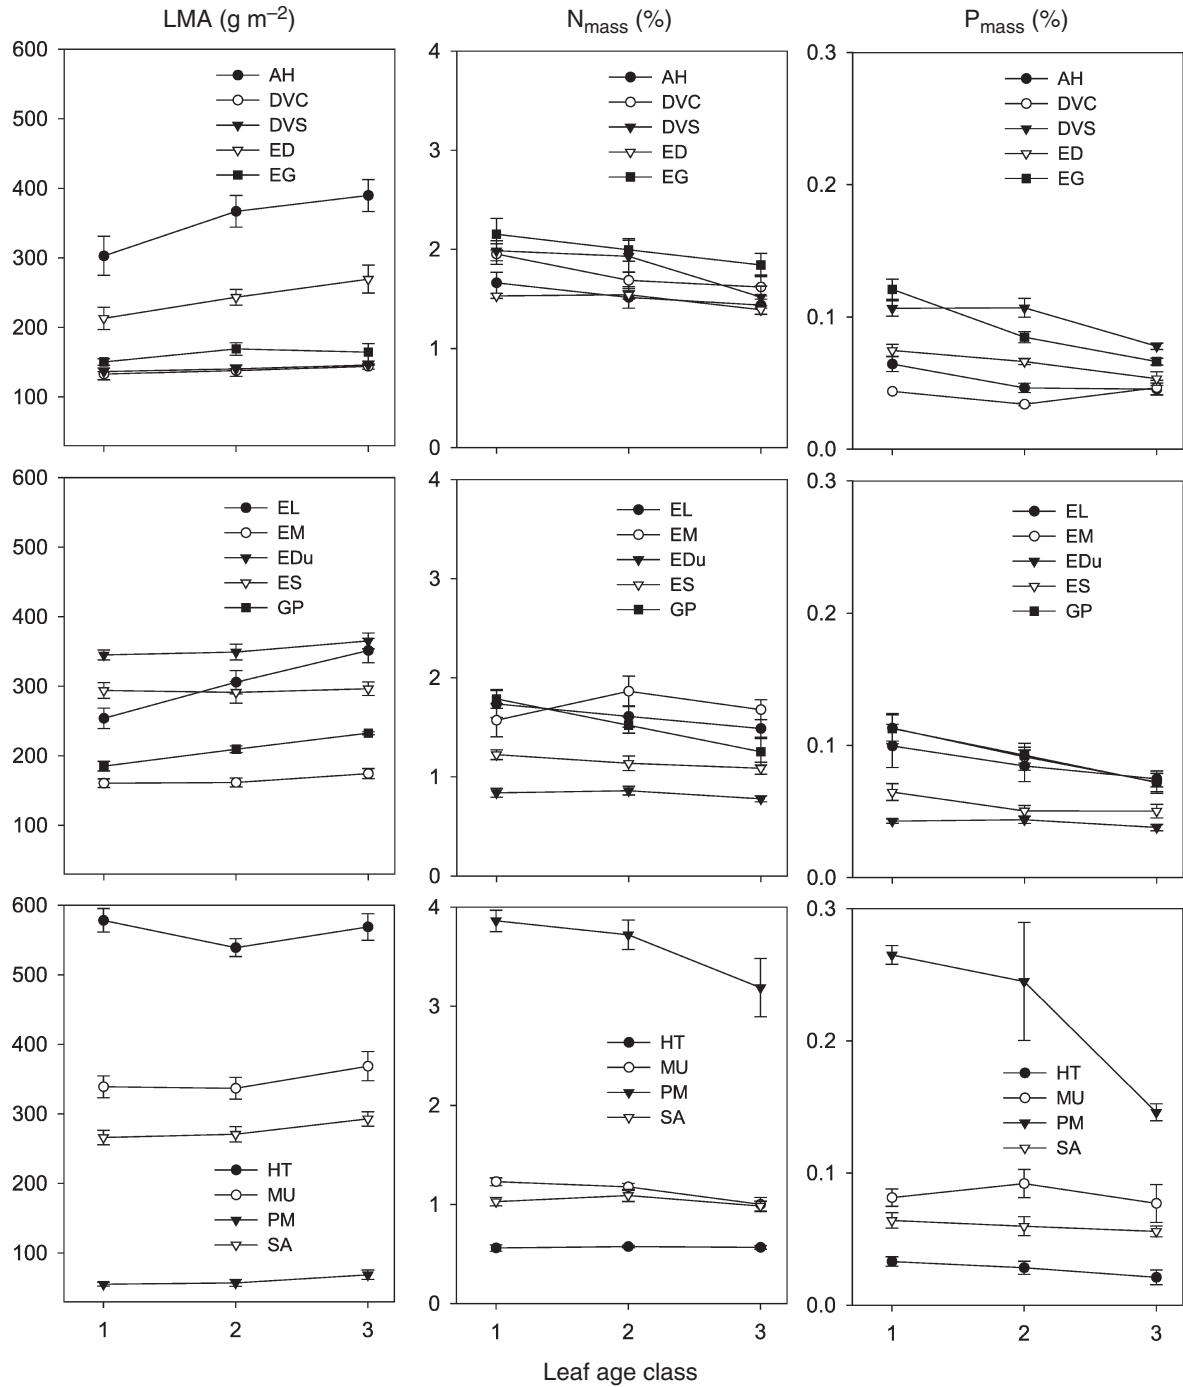 LMA (g m⁻²)
N mass (%)
P mass (%)
600
500
400
300
200
100
AH
DVC
DVS
ED
EG
4
3
2
1
0
AH
DVC
DVS
ED
EG
0.3
0.2
0.1
0.0
AH
DVC
DVS
ED
EG
600
500
400
300
200
100
EL
EM
EDu
ES
GP
4
3
2
1
0
EL
EM
EDu
ES
GP
0.3
0.2
0.1
0.0
EL
EM
EDu
ES
GP
600
500
400
300
200
100
HT
MU
PM
SA
1 2 3
4
3
2
1
0
HT
MU
PM
SA
1 2 3
0.3
0.2
0.1
0.0
HT
MU
PM
SA
1 2 3
Leaf age class